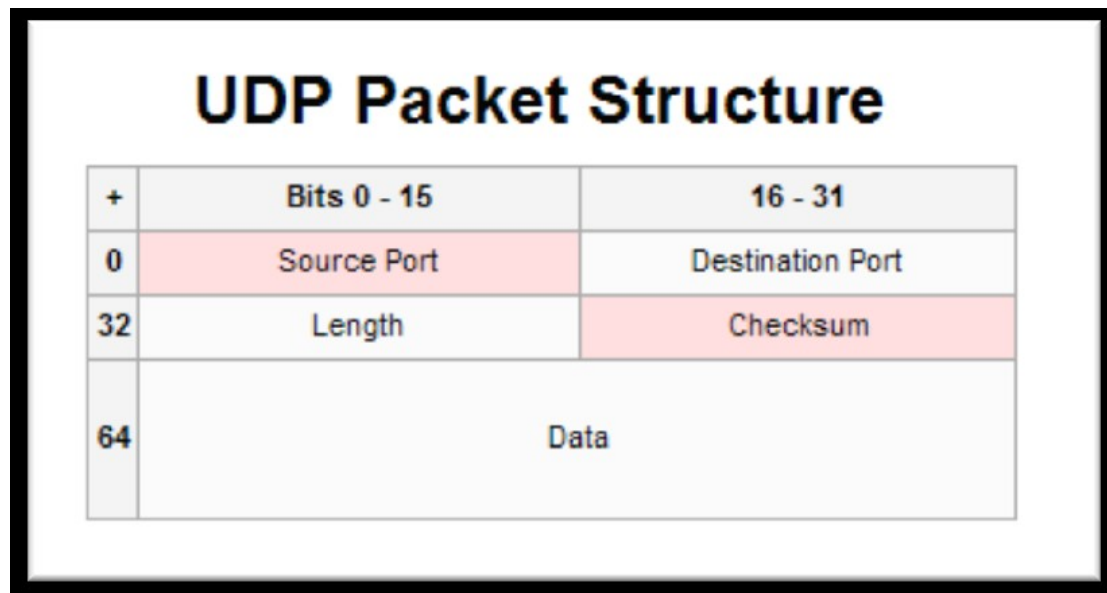 UDP Packet Structure
+ Bits 0 - 15 16 - 31
0 Source Port Destination Port
32 Length Checksum
64 Data